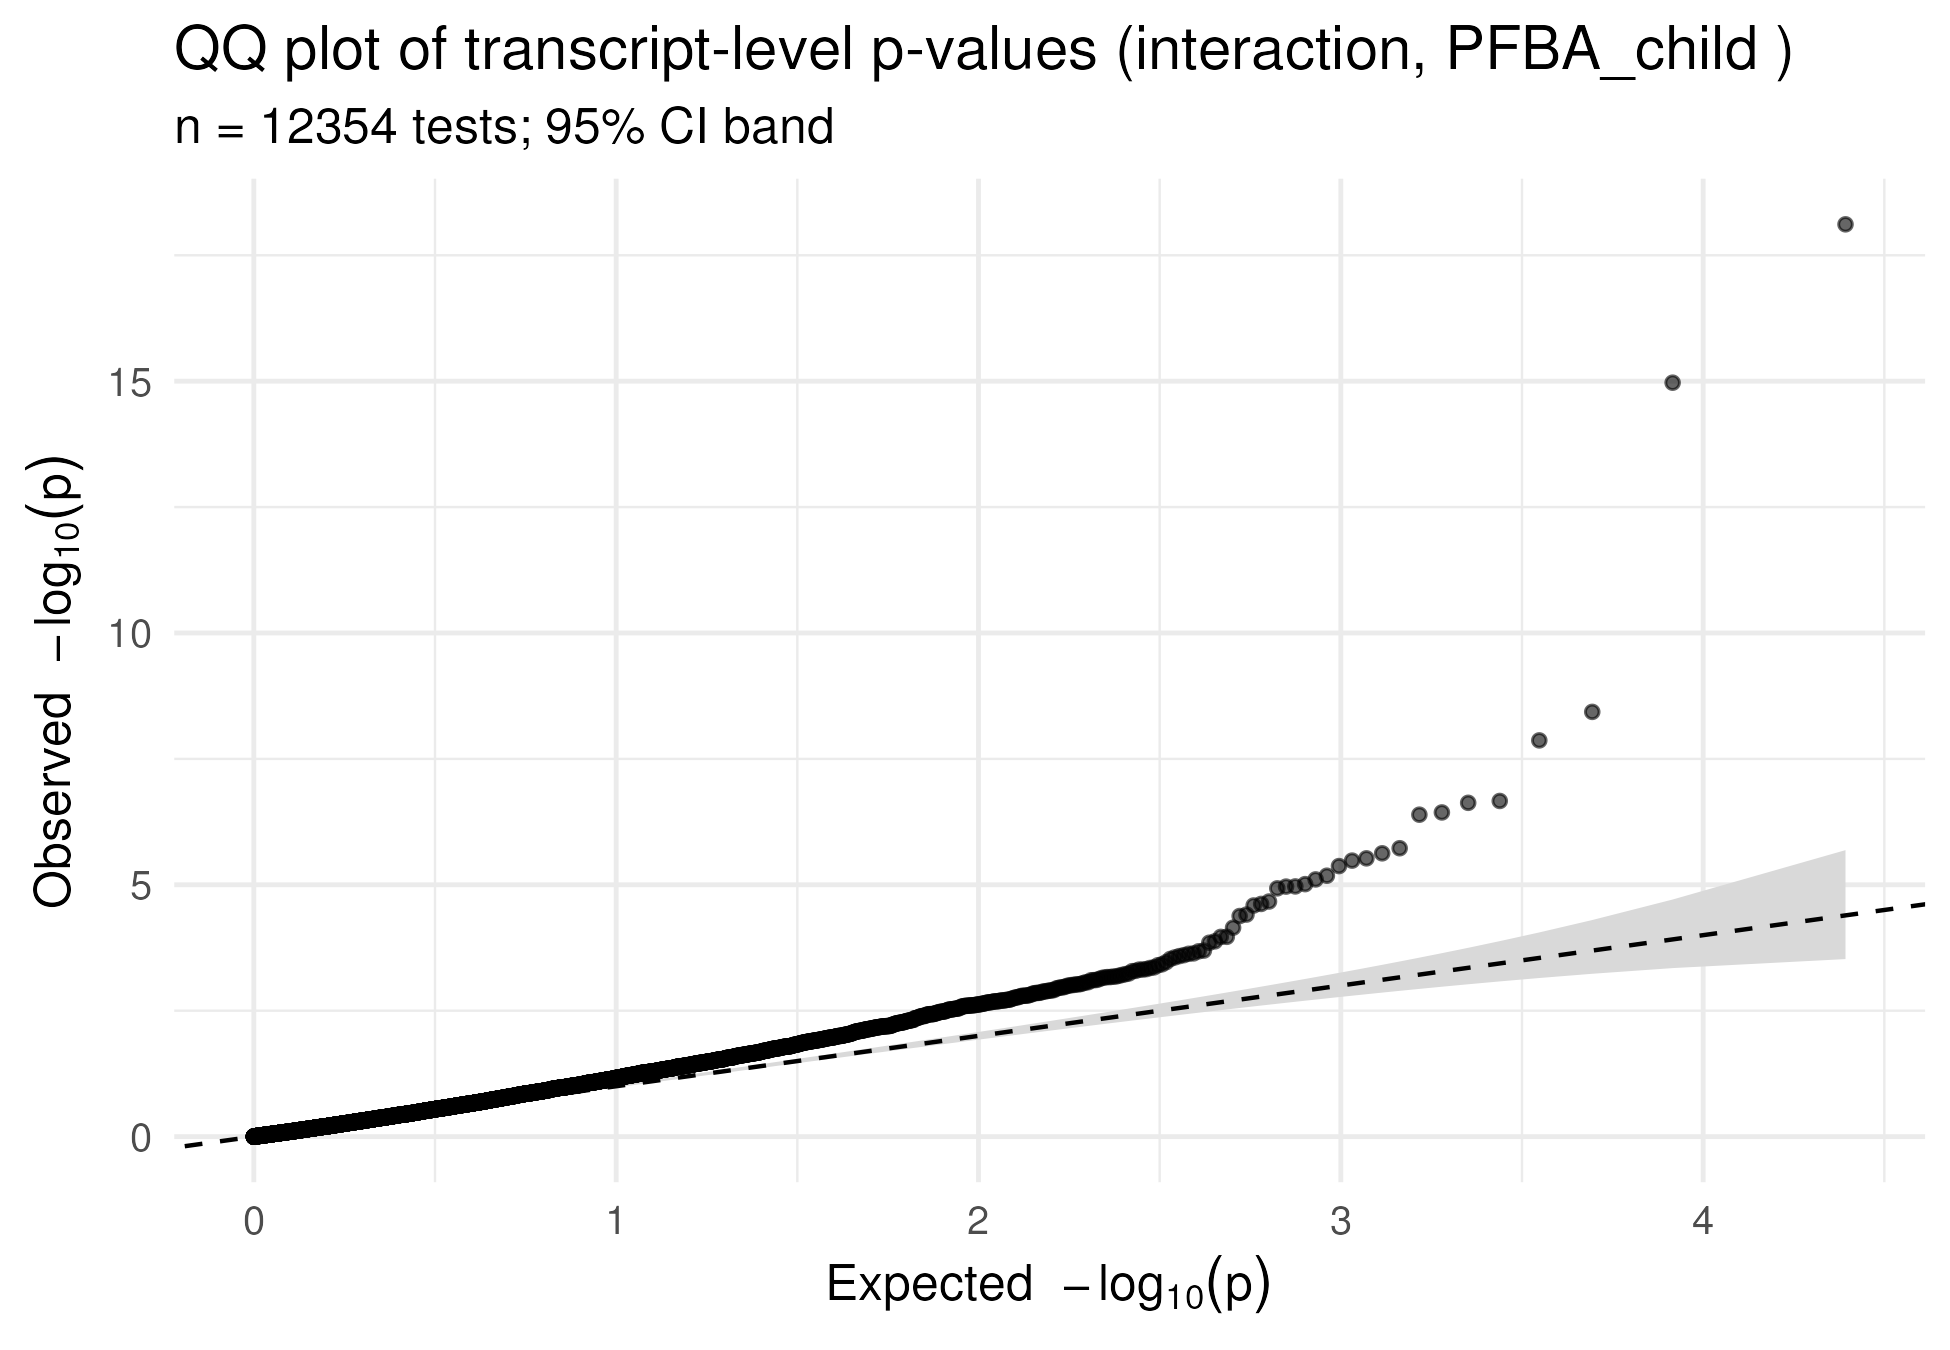 QQ plot of transcript-level p-values (interaction, PFBA_child )
n = 12354 tests; 95% CI band
Observed −log₁₀(p)
15
10
5
0
0 1 2 3 4
Expected −log₁₀(p)